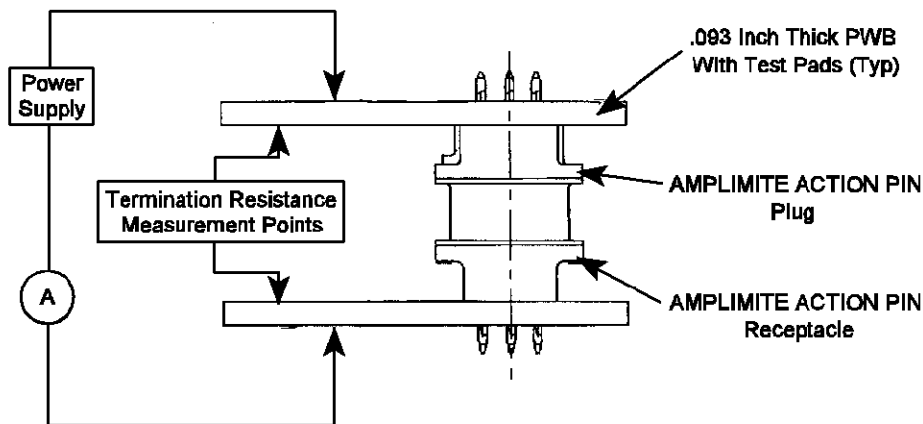 .093 Inch Thick PWB
With Test Pads (Typ)
Power
Supply
AMPLIMITE ACTION PIN
Plug
Termination Resistance
Measurement Points
A
AMPLIMITE ACTION PIN
Receptacle